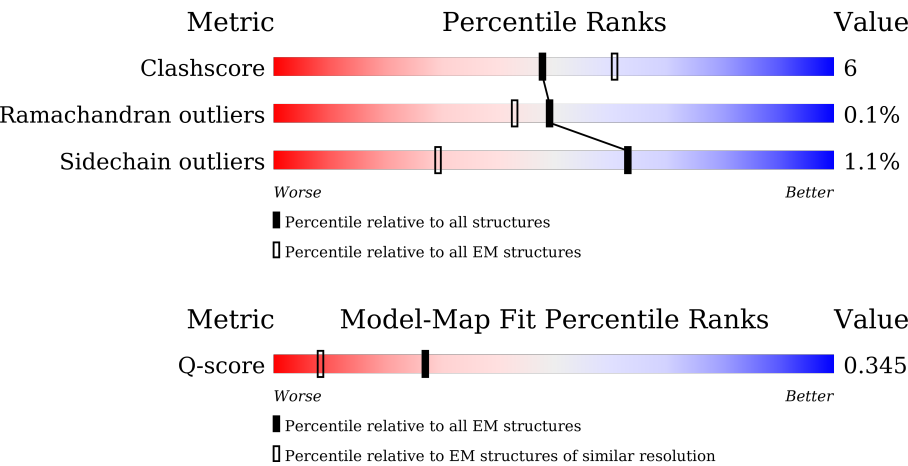 Metric Percentile Ranks Value
Clashscore 6
Ramachandran outliers 0.1%
Sidechain outliers 1.1%
Worse Better
Percentile relative to all structures
Percentile relative to all EM structures
Metric Model-Map Fit Percentile Ranks Value
Q-score 0.345
Worse Better
Percentile relative to all EM structures
Percentile relative to EM structures of similar resolution